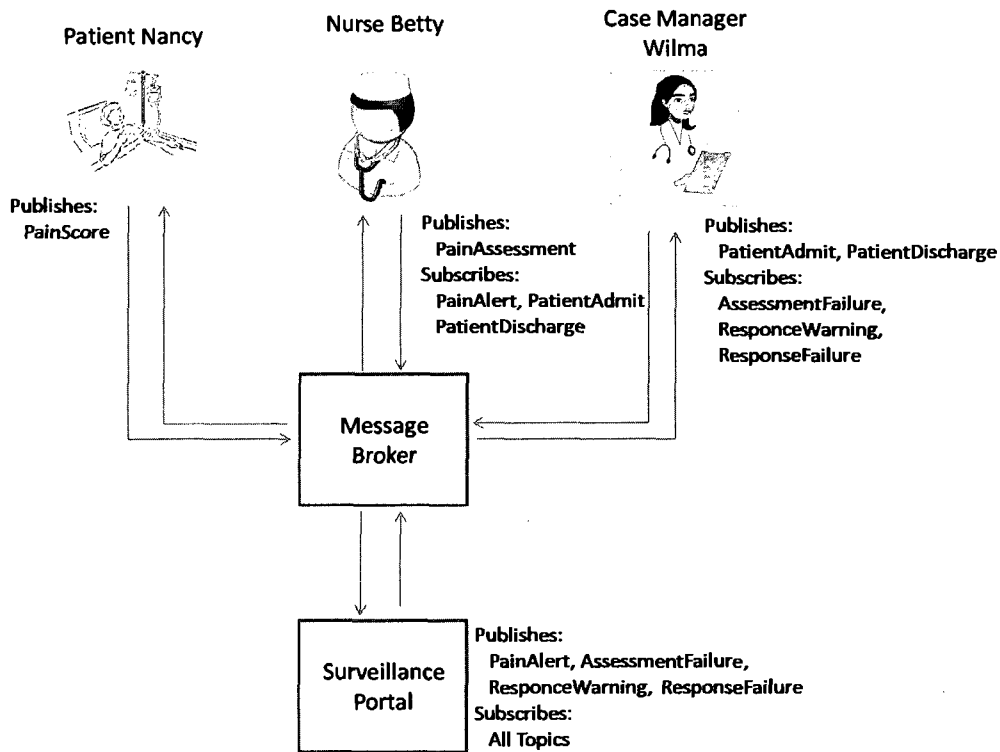 Patient Nancy
Nurse Betty
Case Manager
Wilma
Publishes:
PainScore
Publishes:
PainAssessment
Subscribes:
PainAlert, PatientAdmit
PatientDischarge
Publishes:
PatientAdmit, PatientDischarge
Subscribes:
AssessmentFailure,
ResponceWarning,
ResponseFailure
Message
Broker
Surveillance
Portal
Publishes:
PainAlert, AssessmentFailure,
ResponceWarning, ResponseFailure
Subscribes:
All Topics